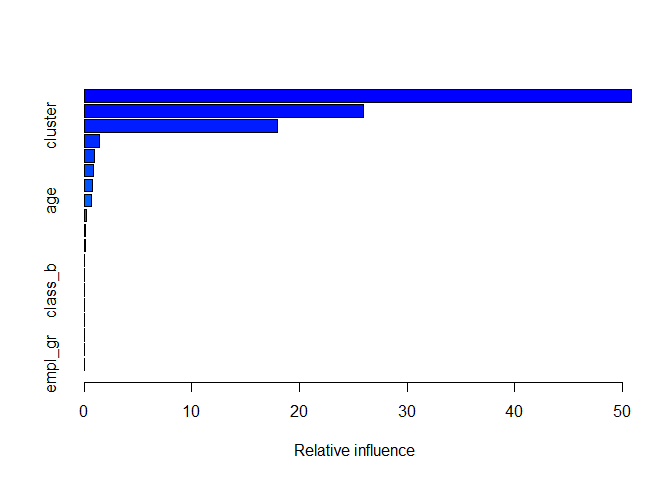 cluster
age
class_b
empl_gr
0 10 20 30 40 50
Relative influence